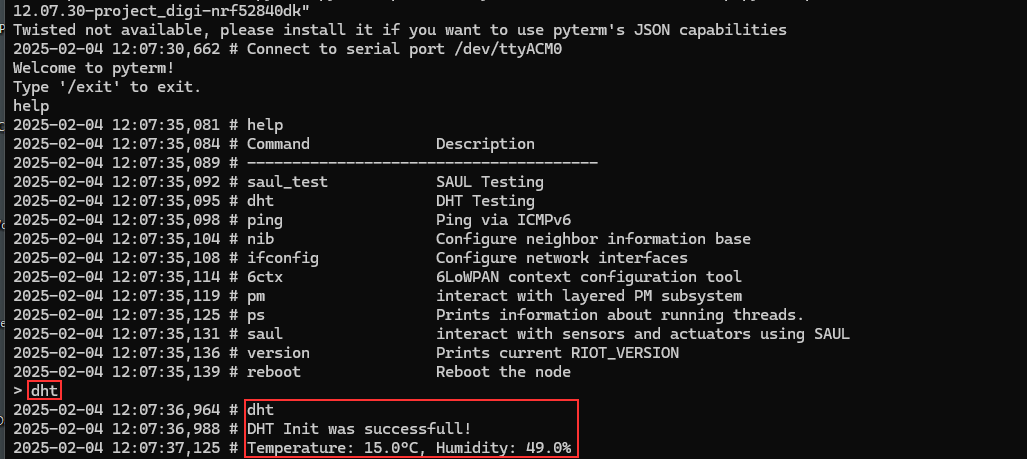 12.07.30-project_digi-nrf52840dk"
Twisted not available, please install it if you want to use pyterm's JSON capabilities
2025-02-04 12:07:30,662 # Connect to serial port /dev/ttyACM0
Welcome to pyterm!
Type '/exit' to exit.
help
2025-02-04 12:07:35,081 # help
2025-02-04 12:07:35,084 # Command              Description
2025-02-04 12:07:35,089 # ---------------------------------------
2025-02-04 12:07:35,092 # saul_test            SAUL Testing
2025-02-04 12:07:35,095 # dht                  DHT Testing
2025-02-04 12:07:35,098 # ping                 Ping via ICMPv6
2025-02-04 12:07:35,104 # nib                  Configure neighbor information base
2025-02-04 12:07:35,108 # ifconfig             Configure network interfaces
2025-02-04 12:07:35,114 # 6ctx                 6LoWPAN context configuration tool
2025-02-04 12:07:35,119 # pm                   interact with layered PM subsystem
2025-02-04 12:07:35,125 # ps                   Prints information about running threads.
2025-02-04 12:07:35,131 # saul                 interact with sensors and actuators using SAUL
2025-02-04 12:07:35,136 # version              Prints current RIOT_VERSION
2025-02-04 12:07:35,139 # reboot               Reboot the node
> dht
2025-02-04 12:07:36,964 # dht
2025-02-04 12:07:36,988 # DHT Init was successfull!
2025-02-04 12:07:37,125 # Temperature: 15.0°C, Humidity: 49.0%